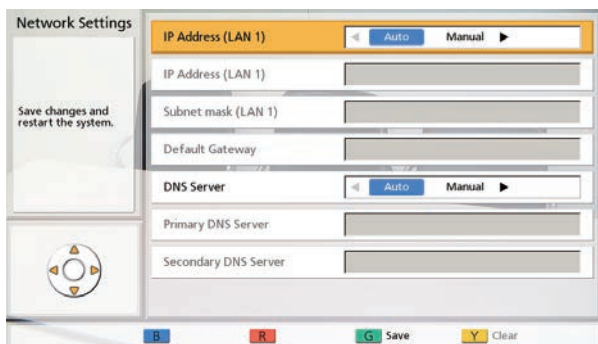 Network Settings
Save changes and
restart the system.
IP Address (LAN 1) Auto Manual
IP Address (LAN 1)
Subnet mask (LAN 1)
Default Gateway
DNS Server Auto Manual
Primary DNS Server
Secondary DNS Server
B R G Save Y Clear